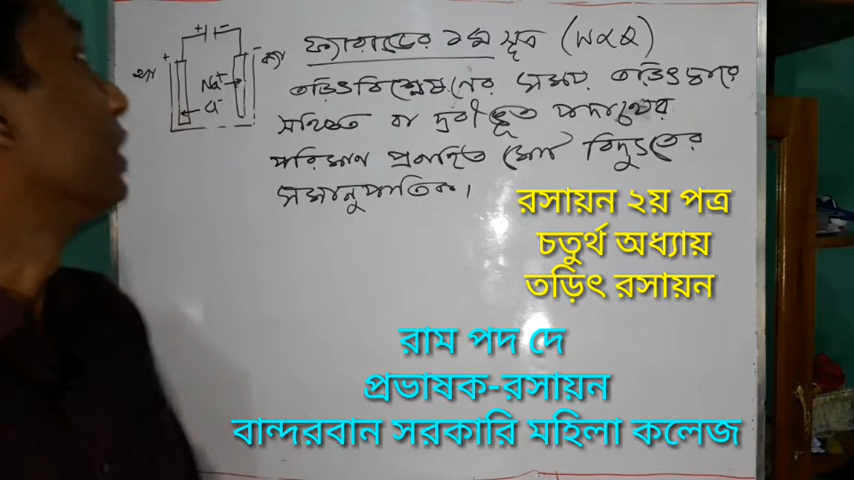 ফ্যারাডের ১ম সূত্র (W∝Q)
তড়িৎবিশ্লেষণের সময় তড়িৎদ্বারে
সঞ্চিত বা দ্রবীভূত পদার্থের
পরিমাণ প্রবাহিত মোট বিদ্যুতের
সমানুপাতিক।
+ -
+ -
অ্যা ক্যা
Na⁺
Cl⁻
রসায়ন ২য় পত্র
চতুর্থ অধ্যায়
তড়িৎ রসায়ন
রাম পদ দে
প্রভাষক-রসায়ন
বান্দরবান সরকারি মহিলা কলেজ